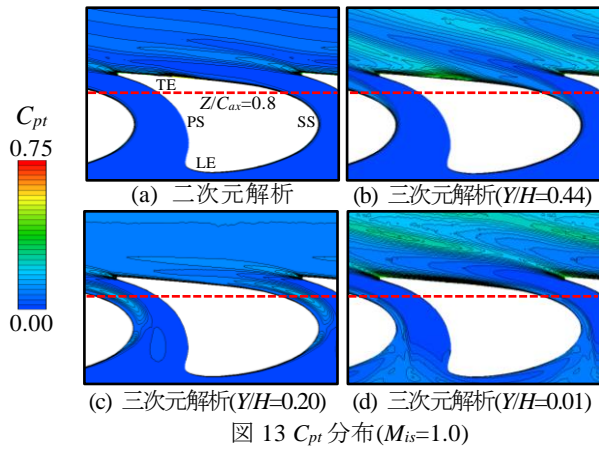 C_pt
0.75
0.00
TE
Z/C_ax=0.8
PS
SS
LE
(a) 二次元解析
(b) 三次元解析(Y/H=0.44)
(c) 三次元解析(Y/H=0.20)
(d) 三次元解析(Y/H=0.01)
図 13 C_pt 分布(M_is=1.0)